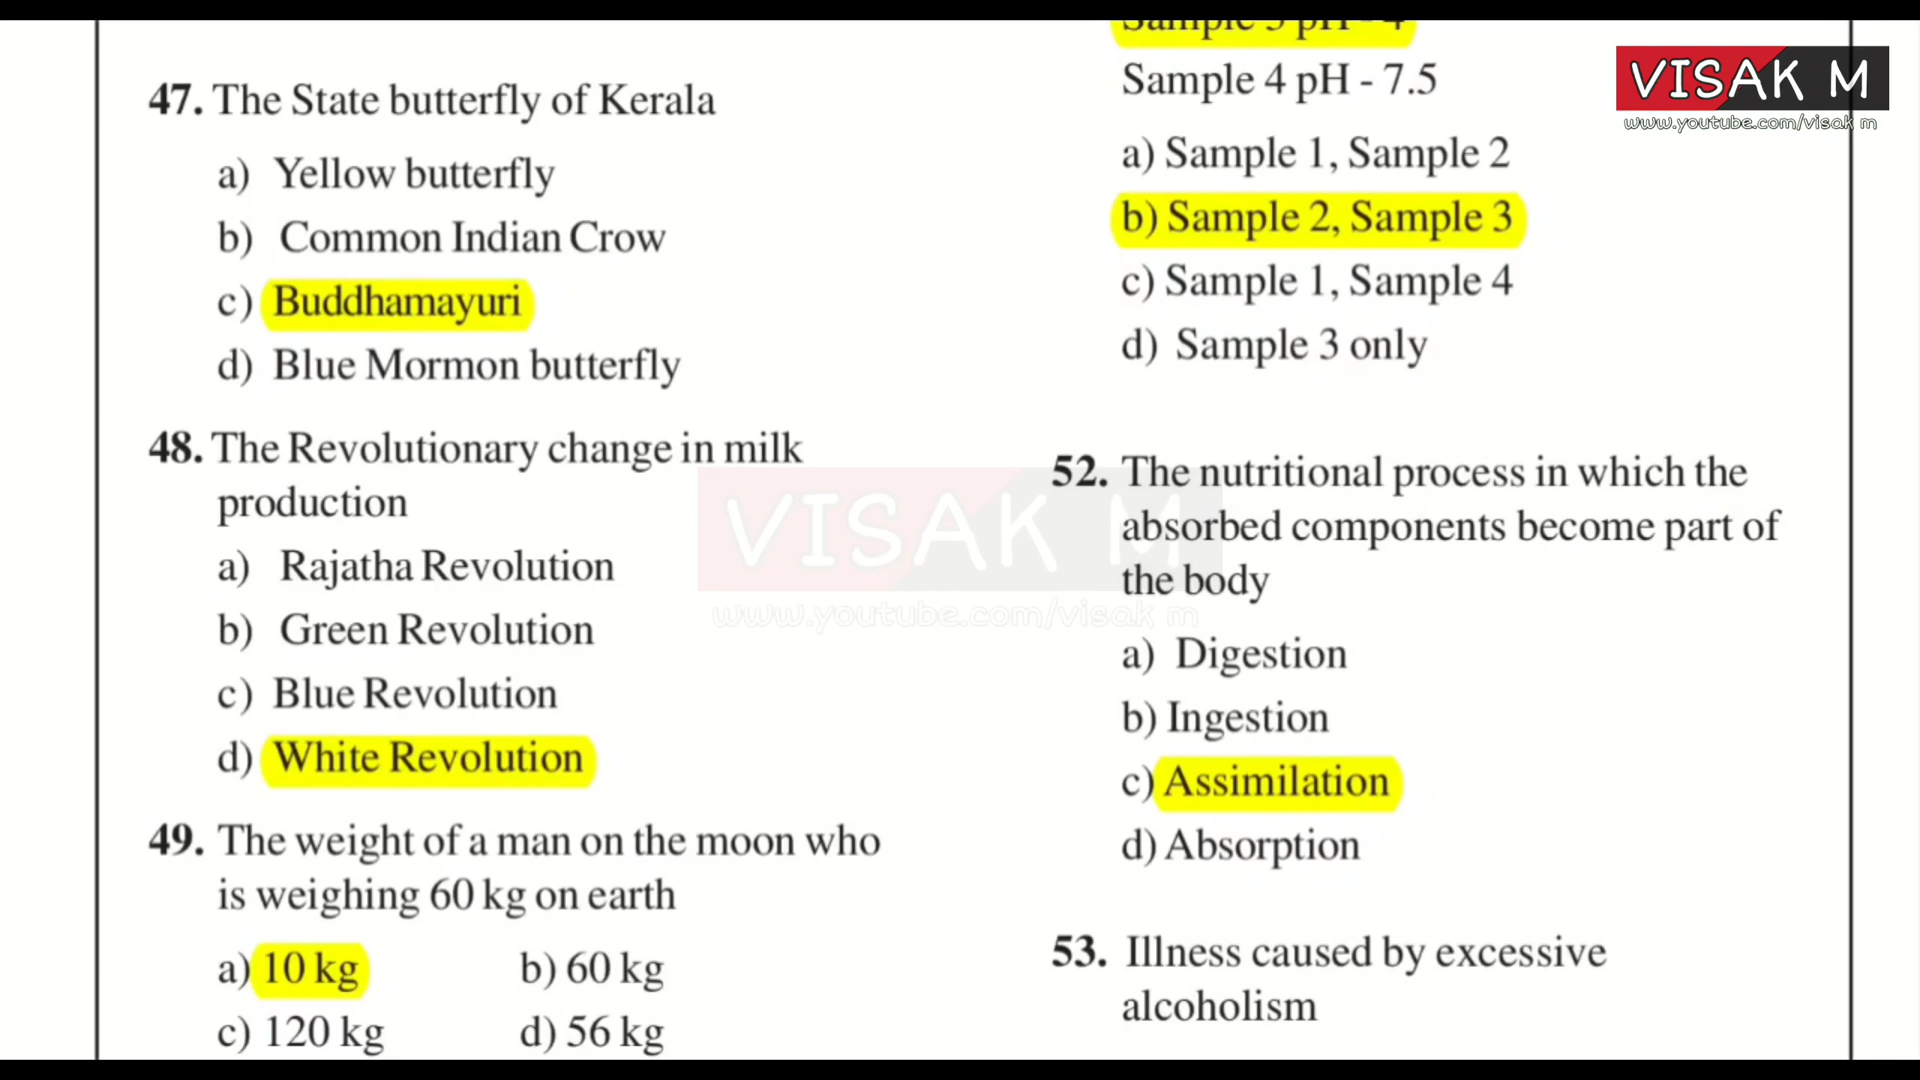 47. The State butterfly of Kerala
a) Yellow butterfly
b) Common Indian Crow
c) Buddhamayuri
d) Blue Mormon butterfly
48. The Revolutionary change in milk
production
a) Rajatha Revolution
b) Green Revolution
c) Blue Revolution
d) White Revolution
49. The weight of a man on the moon who
is weighing 60 kg on earth
a) 10 kg b) 60 kg
c) 120 kg d) 56 kg
Sample 3 pH - 4
Sample 4 pH - 7.5
a) Sample 1, Sample 2
b) Sample 2, Sample 3
c) Sample 1, Sample 4
d) Sample 3 only
52. The nutritional process in which the
absorbed components become part of
the body
a) Digestion
b) Ingestion
c) Assimilation
d) Absorption
53. Illness caused by excessive
alcoholism
VISAK M
www.youtube.com/visak m
VISAK M
www.youtube.com/visak m